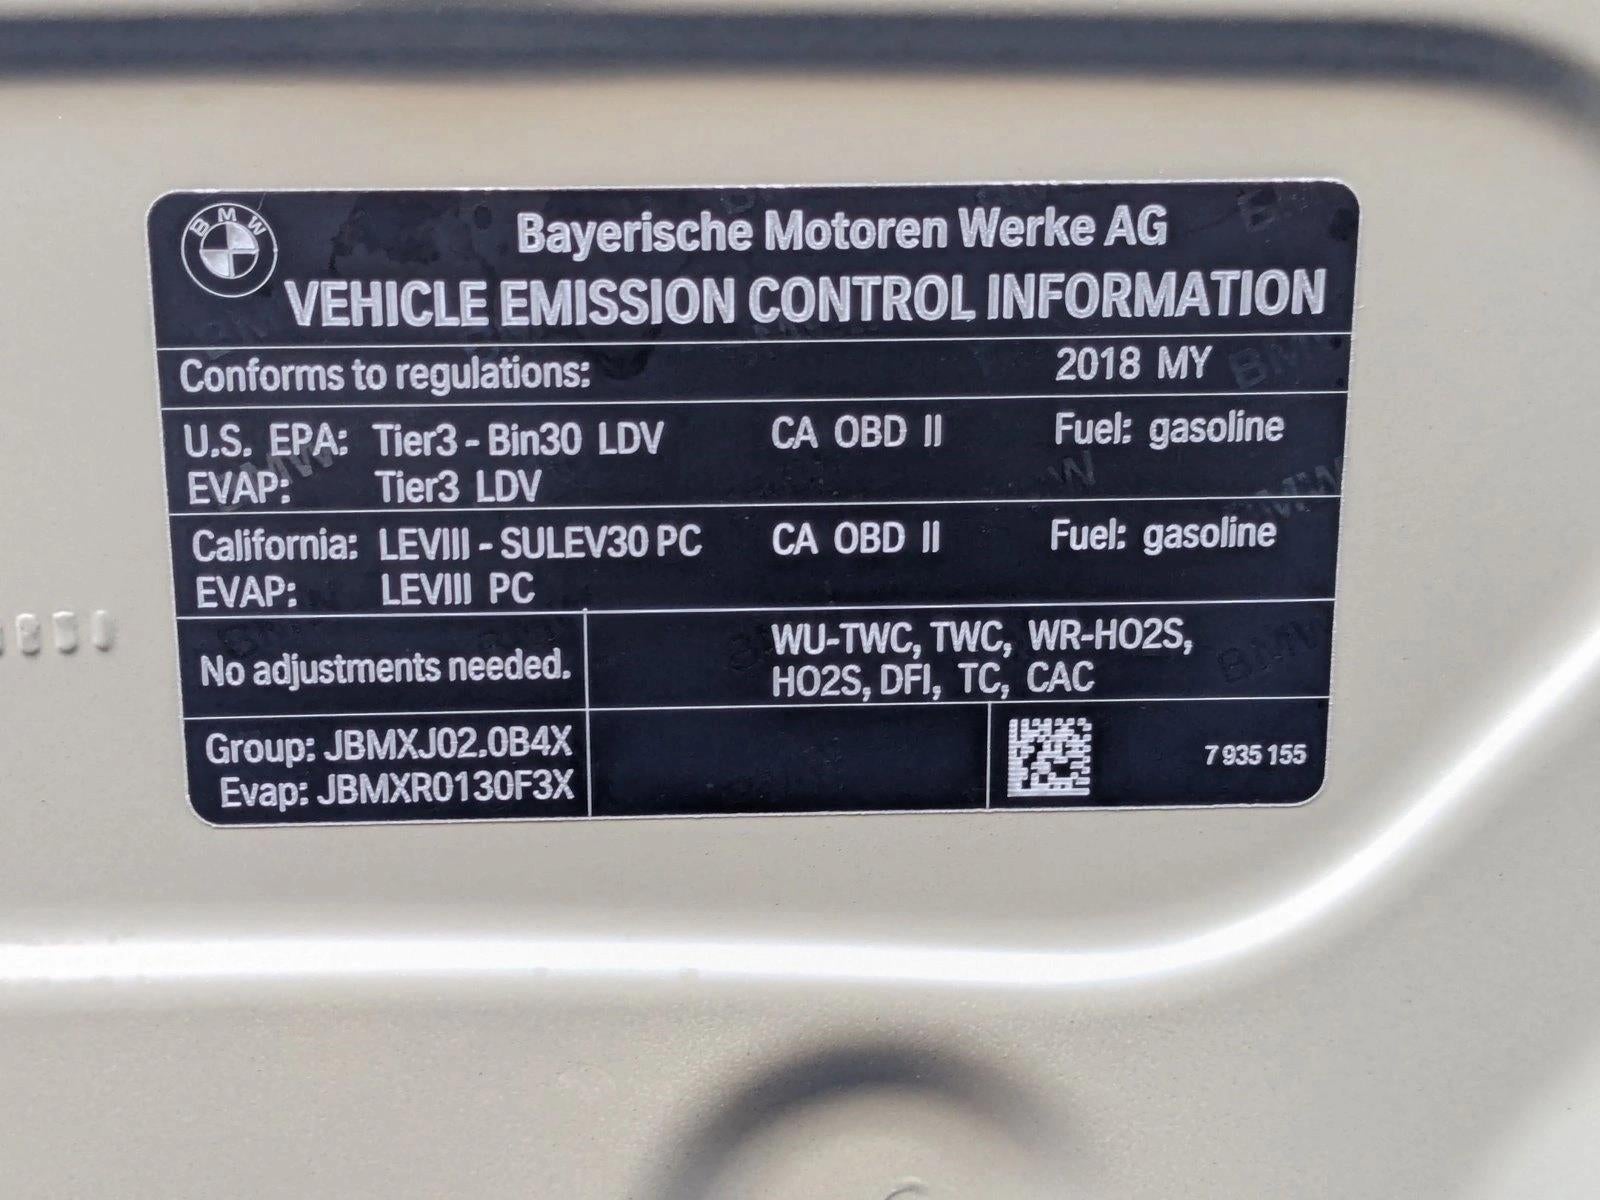 BMW
Bayerische Motoren Werke AG
VEHICLE EMISSION CONTROL INFORMATION
Conforms to regulations: 2018 MY
U.S. EPA: Tier3 - Bin30 LDV CA OBD II Fuel: gasoline
EVAP: Tier3 LDV
California: LEVIII - SULEV30 PC CA OBD II Fuel: gasoline
EVAP: LEVIII PC
No adjustments needed.
WU-TWC, TWC, WR-HO2S,
HO2S, DFI, TC, CAC
Group: JBMXJ02.0B4X
Evap: JBMXR0130F3X
7 935 155